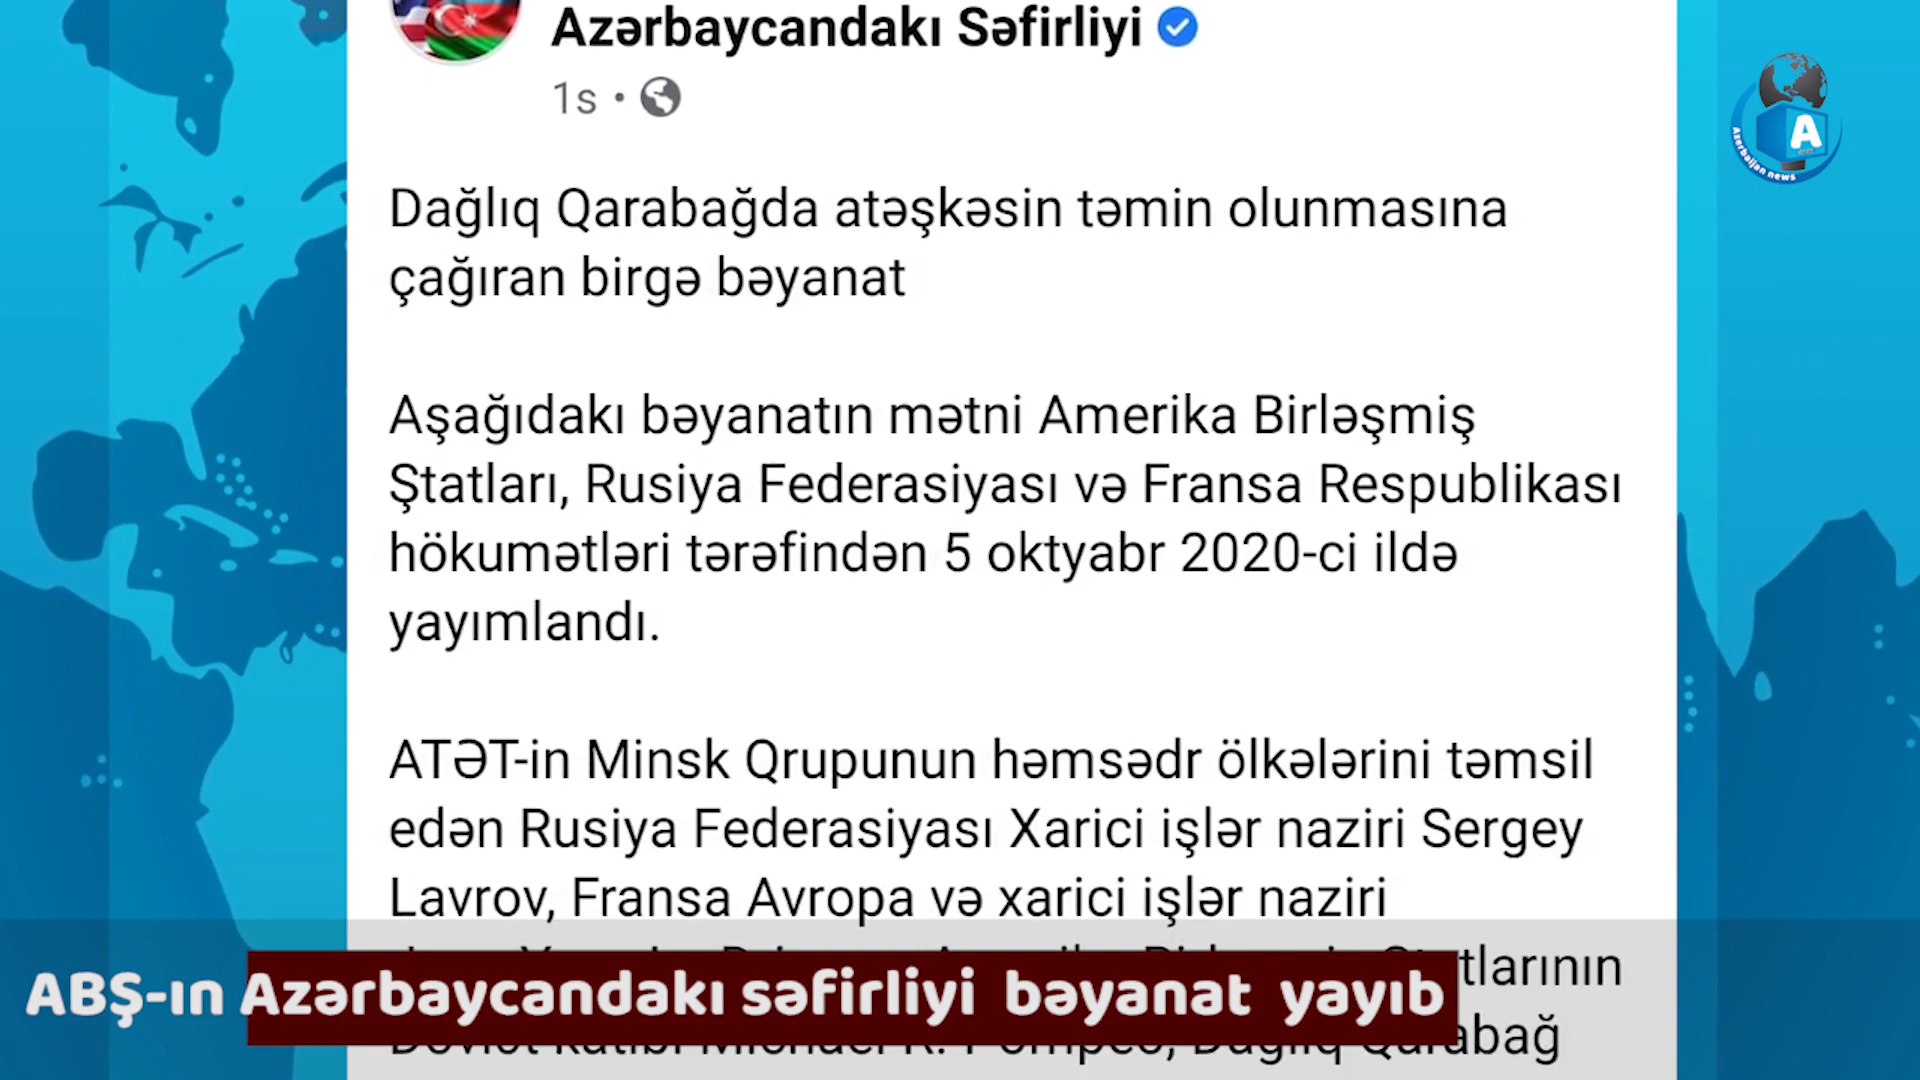 Azərbaycandakı Səfirliyi
1s •
A
Azerbaijan news
Dağlıq Qarabağda atəşkəsin təmin olunmasına
çağıran birgə bəyanat
Aşağıdakı bəyanatın mətni Amerika Birləşmiş
Ştatları, Rusiya Federasiyası və Fransa Respublikası
hökumətləri tərəfindən 5 oktyabr 2020-ci ildə
yayımlandı.
ATƏT-in Minsk Qrupunun həmsədr ölkələrini təmsil
edən Rusiya Federasiyası Xarici işlər naziri Sergey
Lavrov, Fransa Avropa və xarici işlər naziri
tlarının
ABŞ-ın Azərbaycandakı səfirliyi bəyanat yayıb
abağ